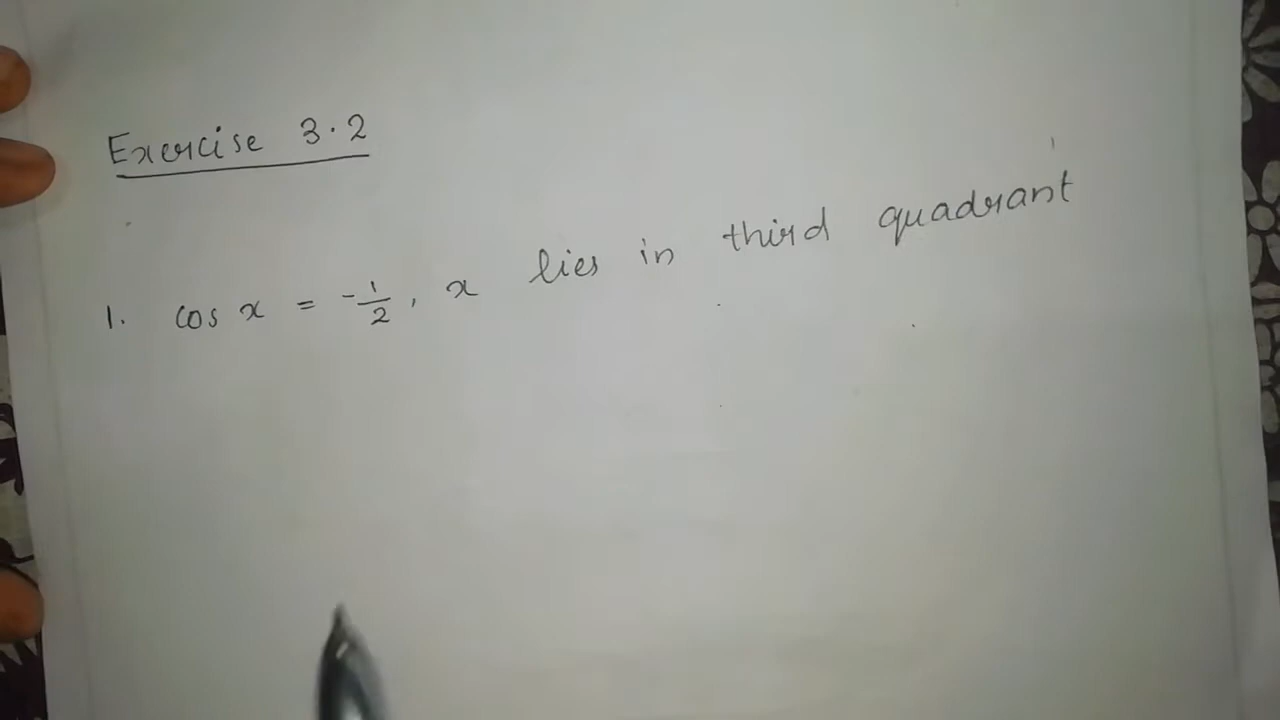 Exercise 3.2
1. cos x = -1/2, x lies in third quadrant